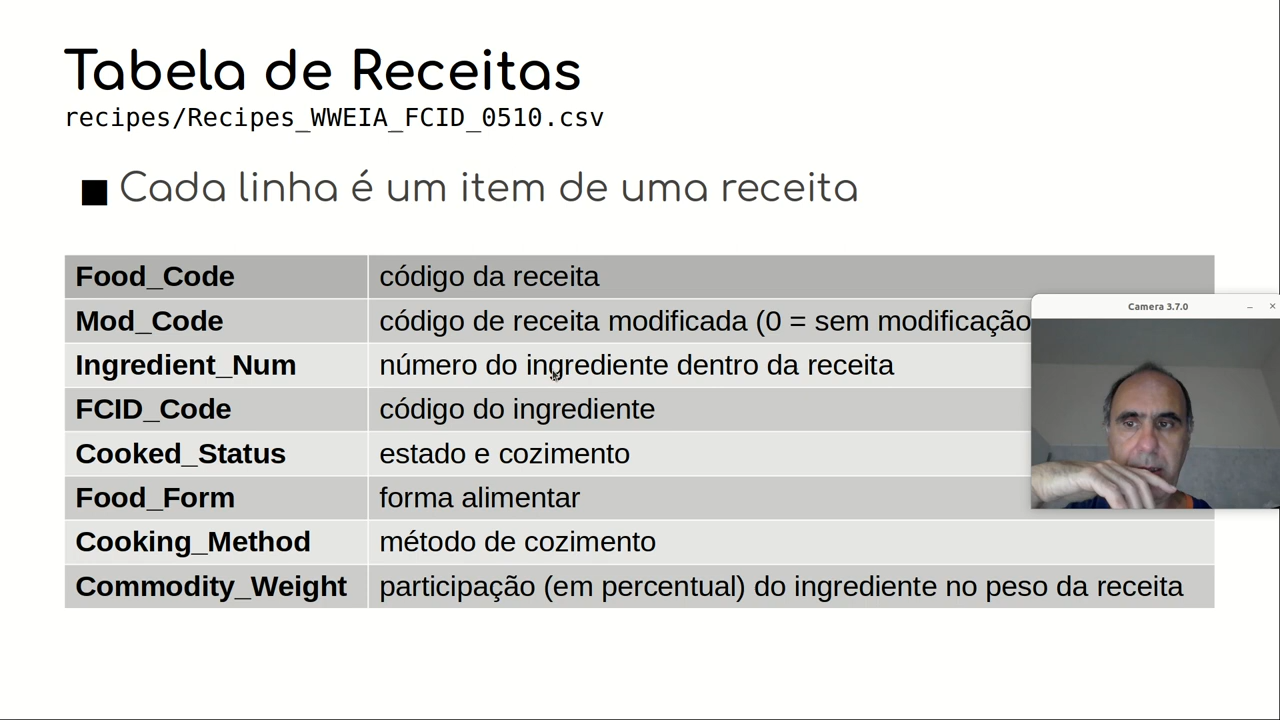 Tabela de Receitas
recipes/Recipes_WWEIA_FCID_0510.csv
Cada linha é um item de uma receita
Food_Code código da receita
Mod_Code código de receita modificada (0 = sem modificação
Camera 3.7.0
Ingredient_Num número do ingrediente dentro da receita
FCID_Code código do ingrediente
Cooked_Status estado e cozimento
Food_Form forma alimentar
Cooking_Method método de cozimento
Commodity_Weight participação (em percentual) do ingrediente no peso da receita